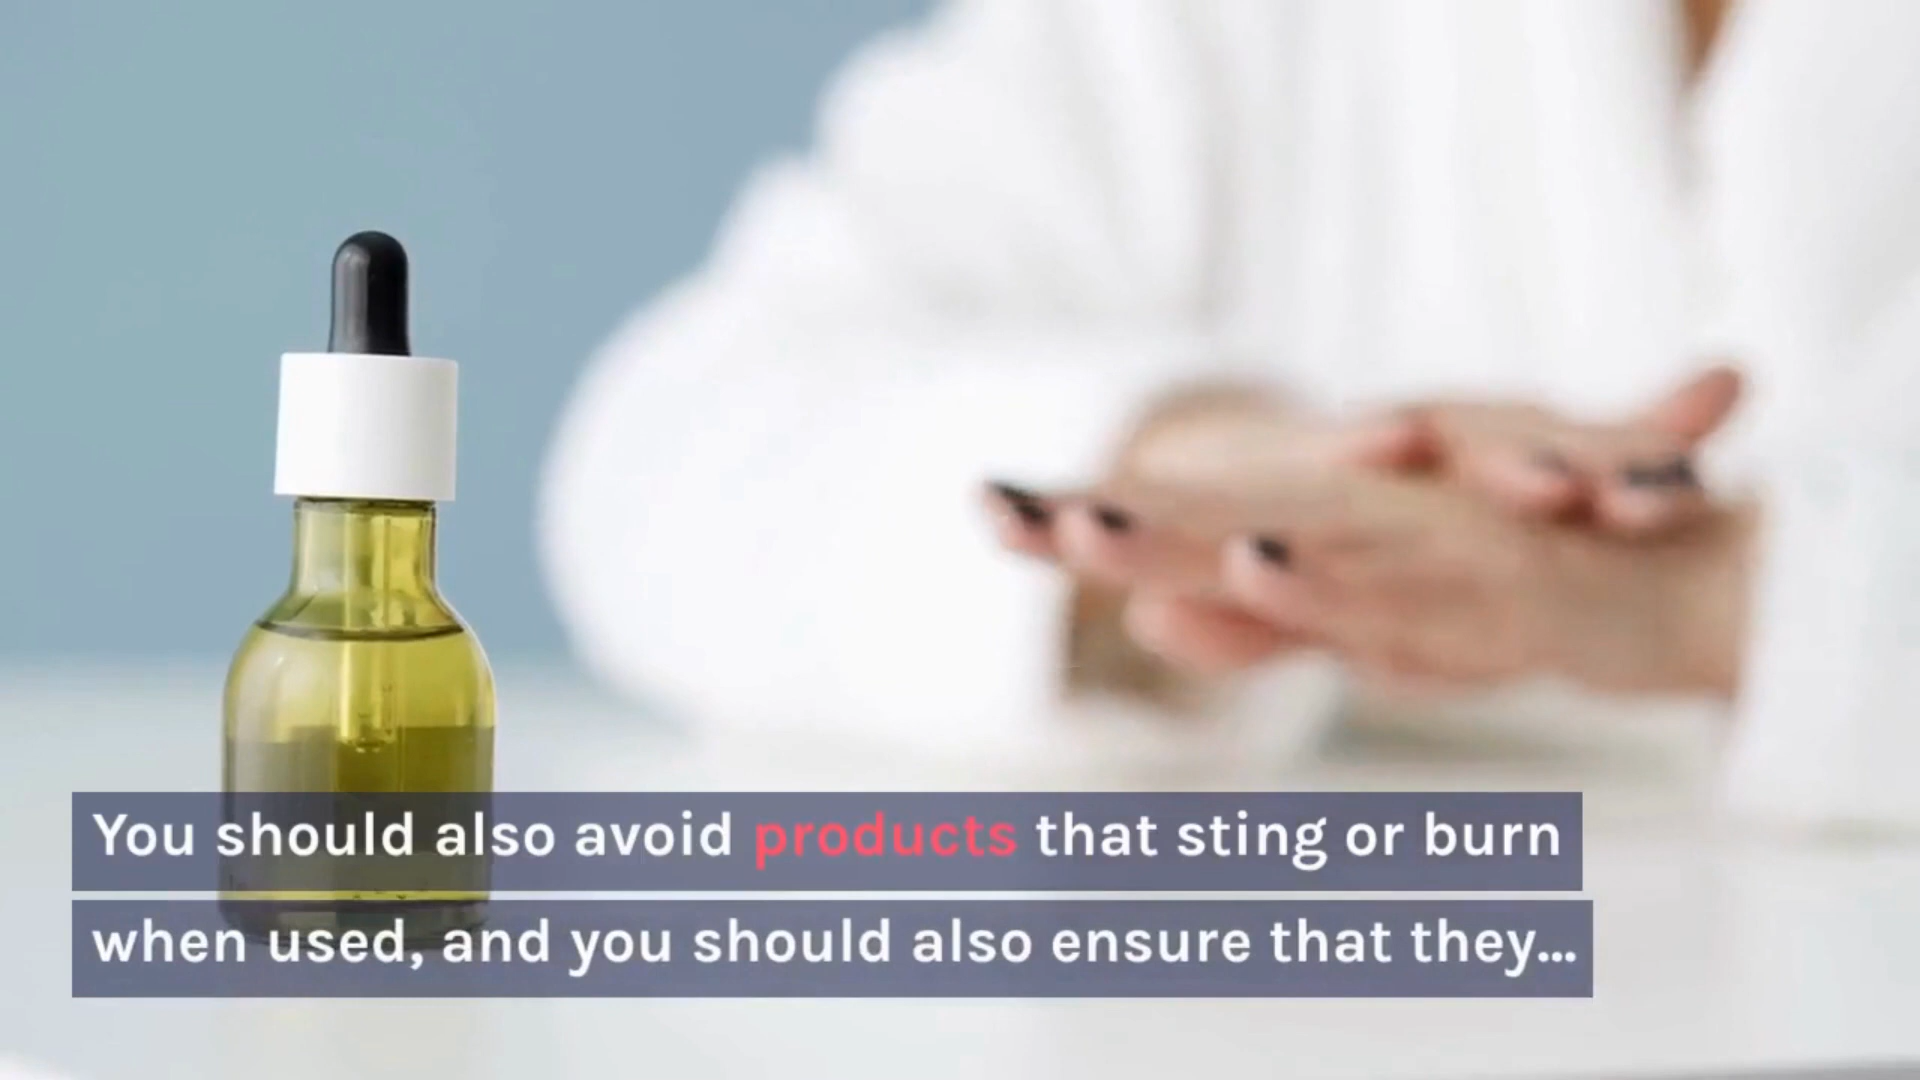 You should also avoid products that sting or burn
when used, and you should also ensure that they...